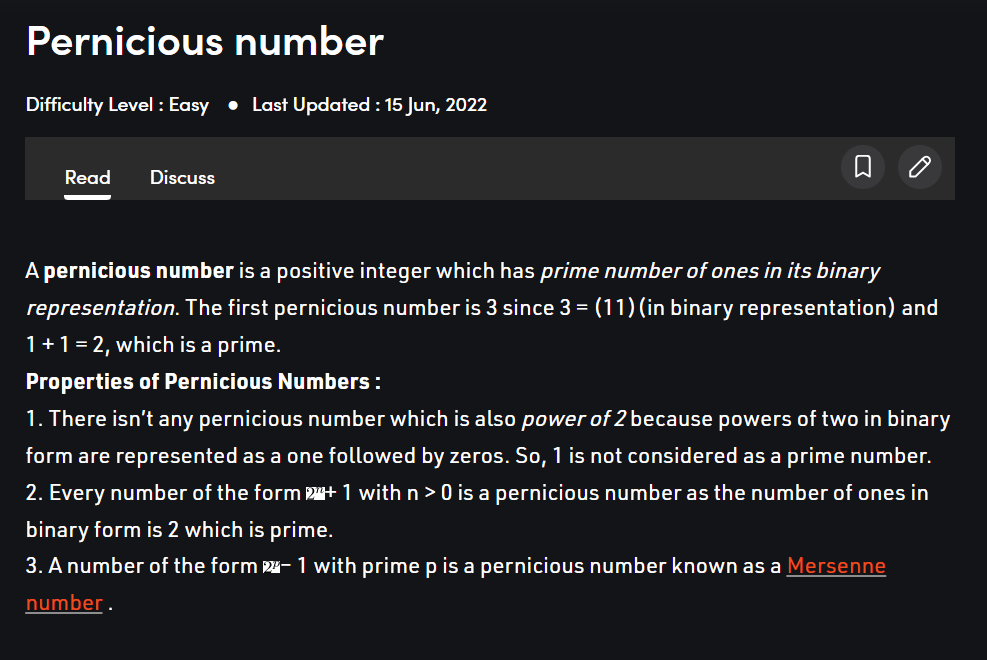 Pernicious number
Difficulty Level : Easy ● Last Updated : 15 Jun, 2022
Read Discuss
A pernicious number is a positive integer which has prime number of ones in its binary
representation. The first pernicious number is 3 since 3 = (11)(in binary representation) and
1 + 1 = 2, which is a prime.
Properties of Pernicious Numbers :
1. There isn’t any pernicious number which is also power of 2 because powers of two in binary
form are represented as a one followed by zeros. So, 1 is not considered as a prime number.
2. Every number of the form + 1 with n > 0 is a pernicious number as the number of ones in
binary form is 2 which is prime.
3. A number of the form – 1 with prime p is a pernicious number known as a Mersenne
number .